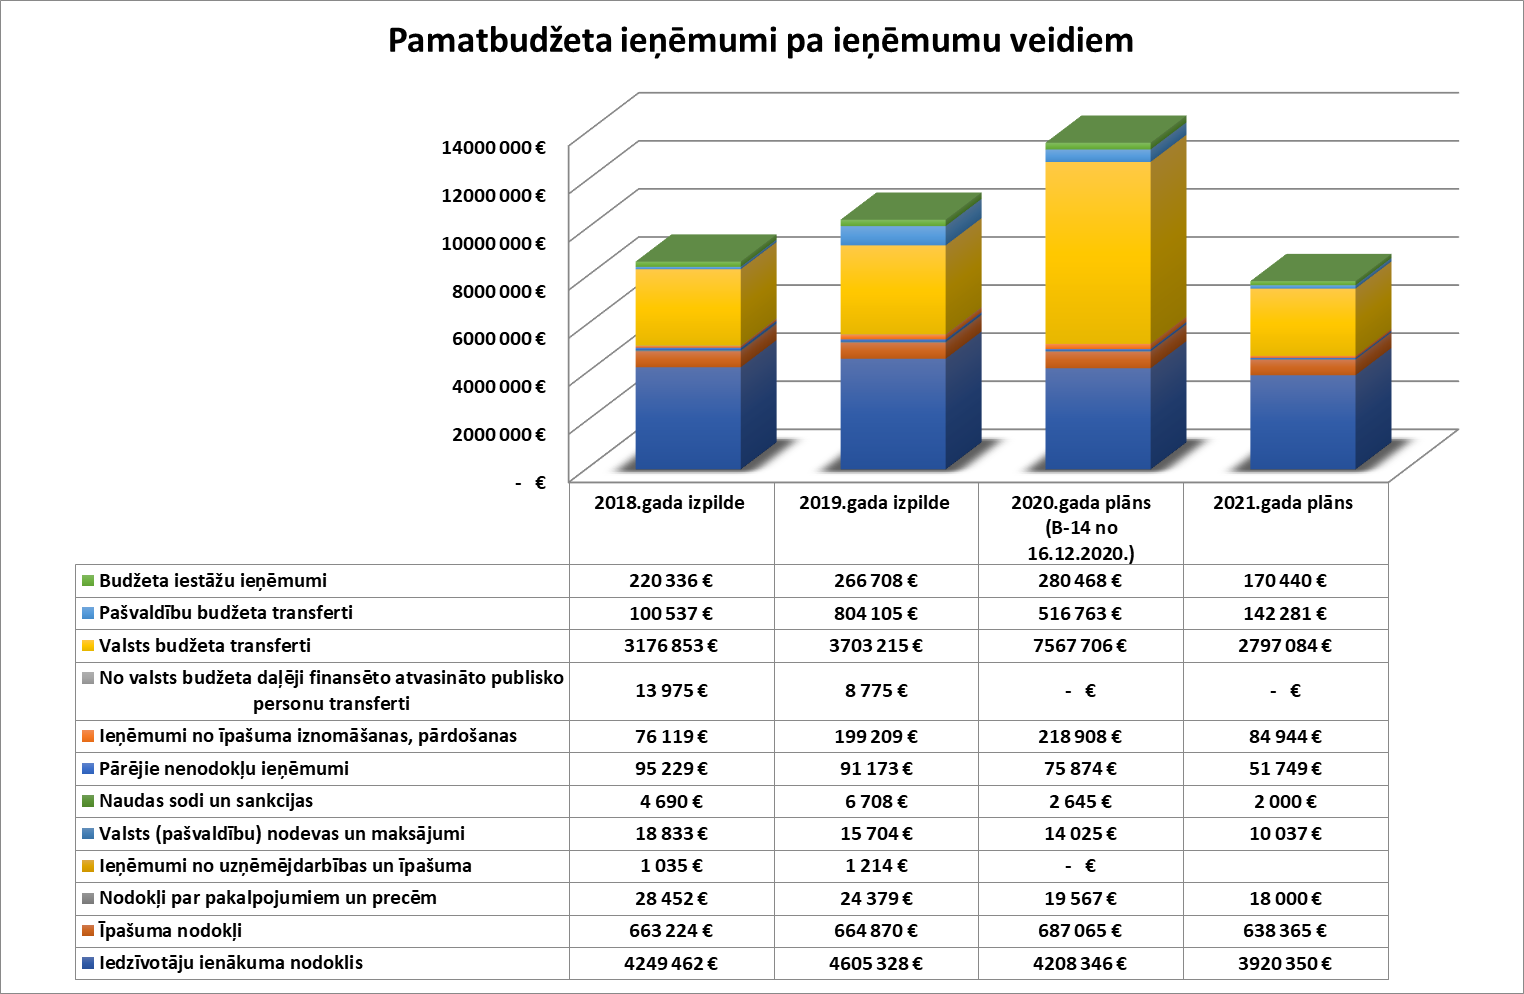 Pamatbudžeta ieņēmumi pa ieņēmumu veidiem
14000 000 €
12000 000 €
10000 000 €
8000 000 €
6000 000 €
4000 000 €
2000 000 €
- €
2018.gada izpilde 2019.gada izpilde 2020.gada plāns 2021.gada plāns
(B-14 no
16.12.2020.)
Budžeta iestāžu ieņēmumi 220 336 € 266 708 € 280 468 € 170 440 €
Pašvaldību budžeta transferti 100 537 € 804 105 € 516 763 € 142 281 €
Valsts budžeta transferti 3176 853 € 3703 215 € 7567 706 € 2797 084 €
No valsts budžeta daļēji finansēto atvasināto publisko
personu transferti 13 975 € 8 775 € - € - €
Ieņēmumi no īpašuma iznomāšanas, pārdošanas 76 119 € 199 209 € 218 908 € 84 944 €
Pārējie nenodokļu ieņēmumi 95 229 € 91 173 € 75 874 € 51 749 €
Naudas sodi un sankcijas 4 690 € 6 708 € 2 645 € 2 000 €
Valsts (pašvaldību) nodevas un maksājumi 18 833 € 15 704 € 14 025 € 10 037 €
Ieņēmumi no uzņēmējdarbības un īpašuma 1 035 € 1 214 € - €
Nodokļi par pakalpojumiem un precēm 28 452 € 24 379 € 19 567 € 18 000 €
Īpašuma nodokļi 663 224 € 664 870 € 687 065 € 638 365 €
Iedzīvotāju ienākuma nodoklis 4249 462 € 4605 328 € 4208 346 € 3920 350 €